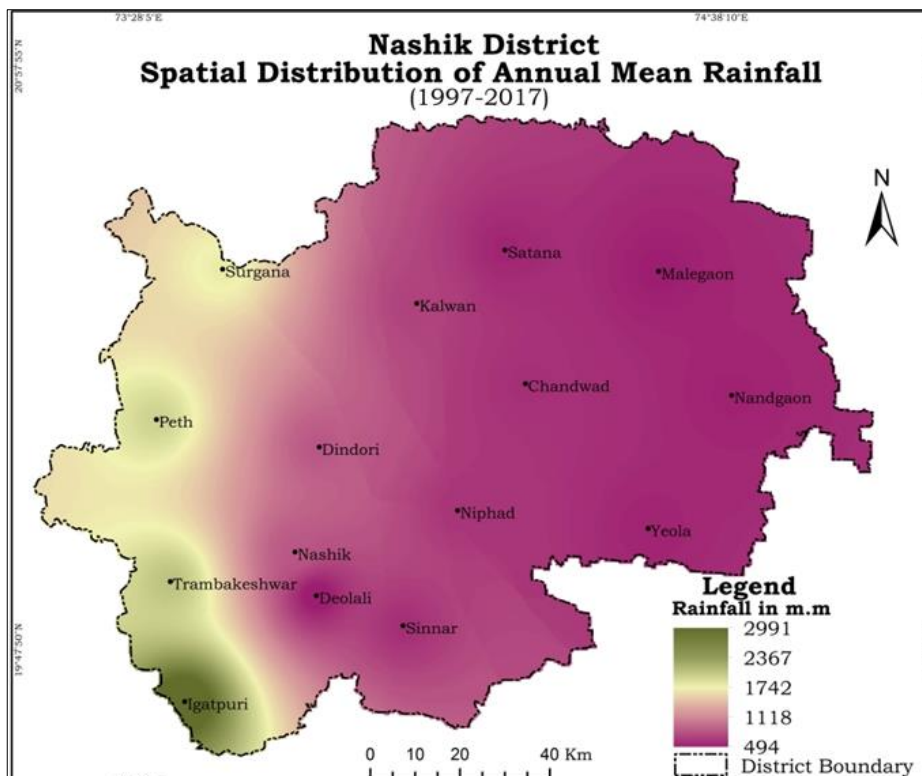 73°28'5"E
74°38'10"E
20°57'55"N
Nashik District
Spatial Distribution of Annual Mean Rainfall
(1997-2017)
N
Satana
Surgana
Malegaon
Kalwan
Chandwad
Nandgaon
Peth
Dindori
Niphad
Yeola
Nashik
Trambakeshwar
Deolali
Sinnar
Igatpuri
19°47'50"N
Legend
Rainfall in m.m
2991
2367
1742
1118
494
District Boundary
0 10 20 40 Km